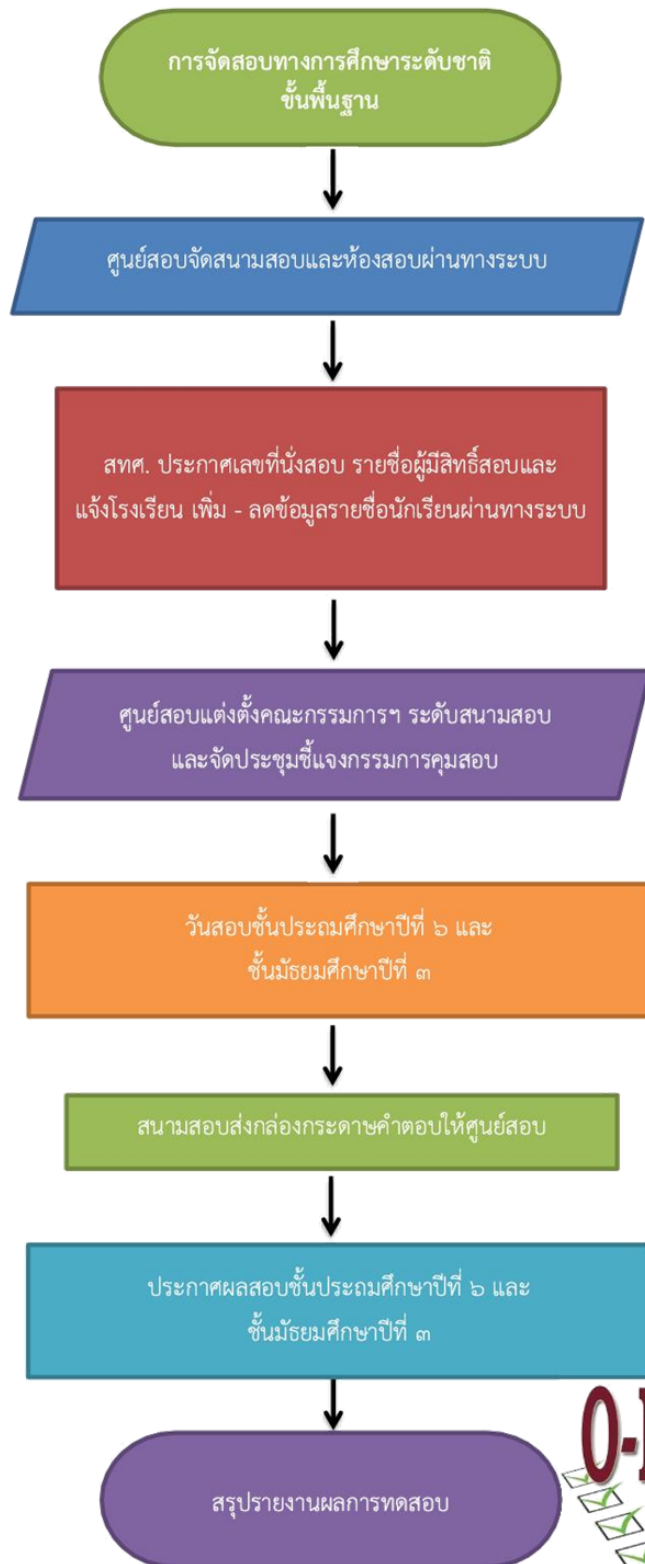 การจัดสอบทางการศึกษาระดับชาติ
ขั้นพื้นฐาน
ศูนย์สอบจัดสนามสอบและห้องสอบผ่านทางระบบ
สทศ. ประกาศเลขที่นั่งสอบ รายชื่อผู้มีสิทธิ์สอบและ
แจ้งโรงเรียน เพิ่ม - ลดข้อมูลรายชื่อนักเรียนผ่านทางระบบ
ศูนย์สอบแต่งตั้งคณะกรรมการฯ ระดับสนามสอบ
และจัดประชุมชี้แจงกรรมการคุมสอบ
วันสอบชั้นประถมศึกษาปีที่ ๖ และ
ชั้นมัธยมศึกษาปีที่ ๓
สนามสอบส่งกล่องกระดาษคำตอบให้ศูนย์สอบ
ประกาศผลสอบชั้นประถมศึกษาปีที่ ๖ และ
ชั้นมัธยมศึกษาปีที่ ๓
สรุปรายงานผลการทดสอบ